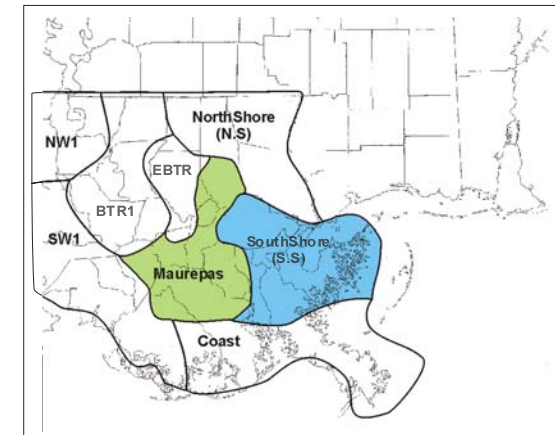 NorthShore
(N.S)
NW1
EBTR
BTR1
SW1
SouthShore
(S.S)
Maurepas
Coast